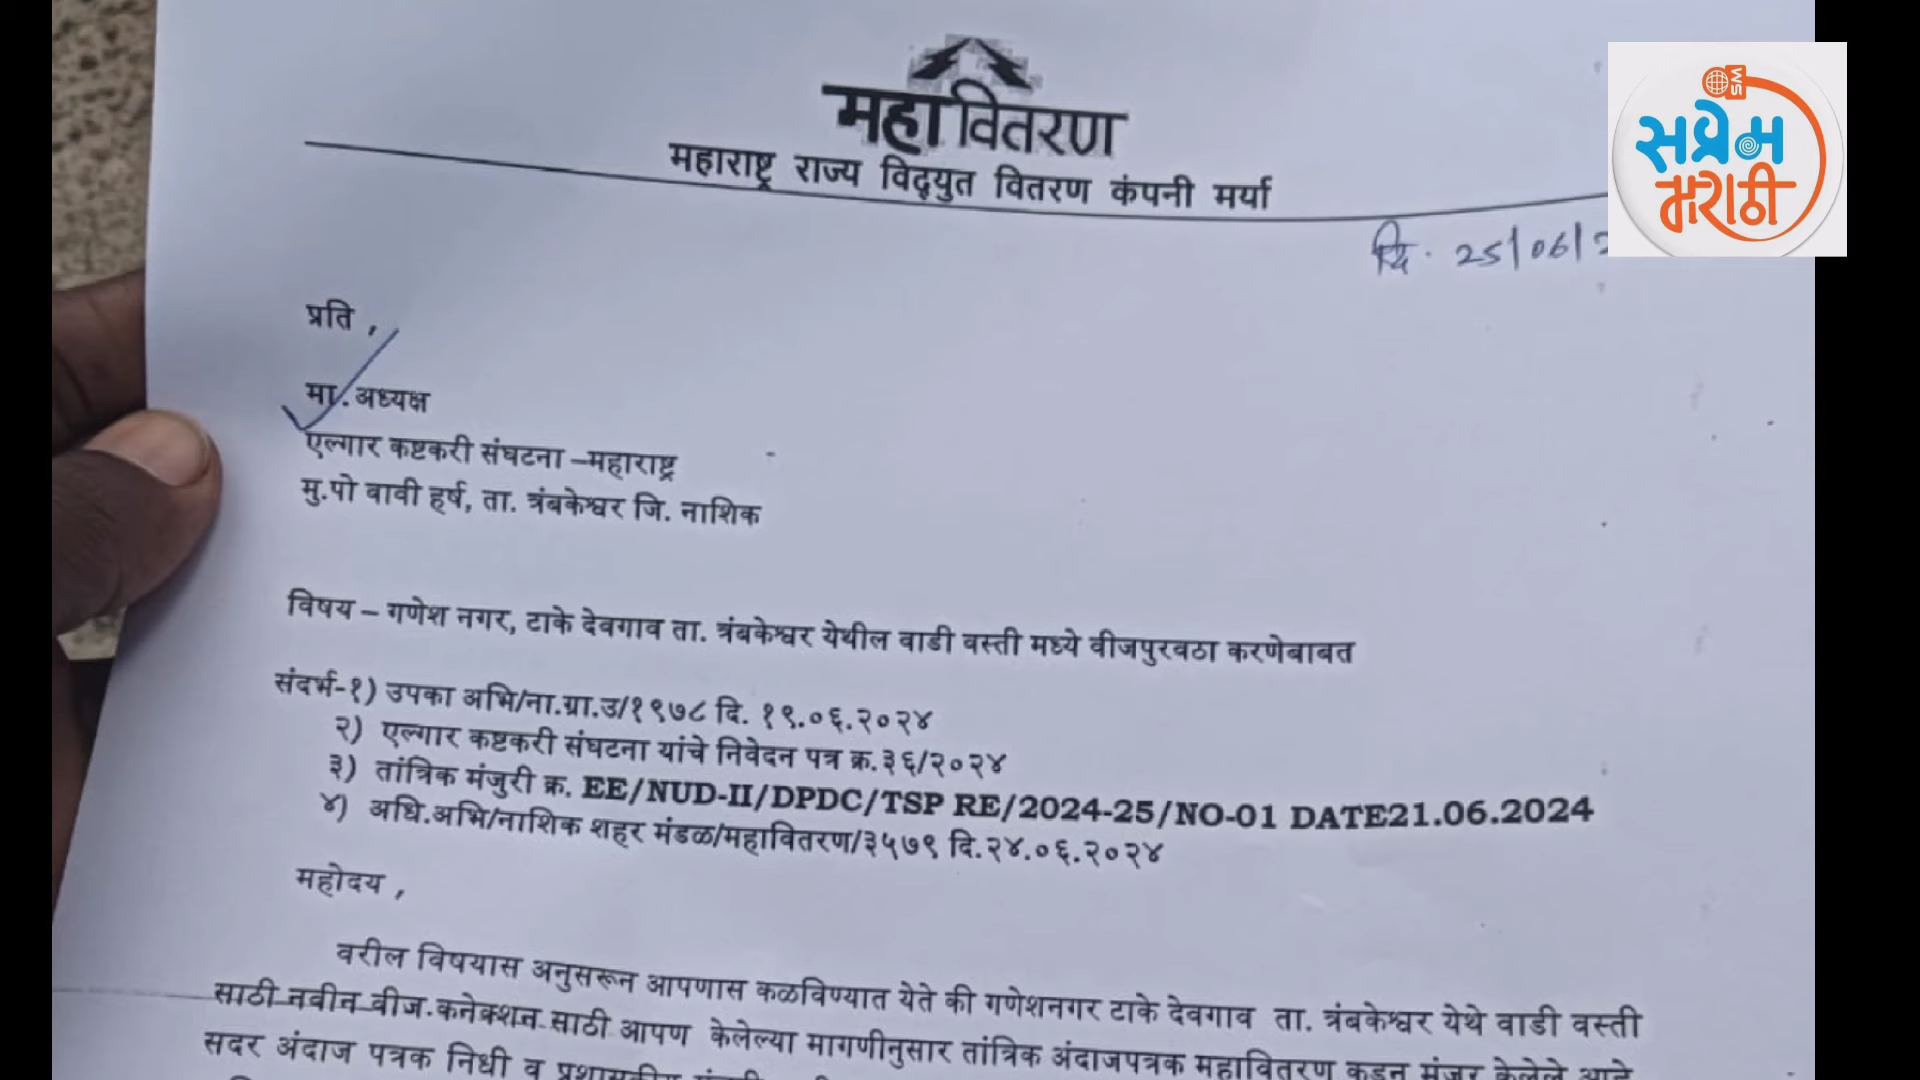 महावितरण
महाराष्ट्र राज्य विद्युत वितरण कंपनी मर्या
दि. 25/06/2
NEWS
सप्रेम
मराठी
प्रति ,
मा.अध्यक्ष
एल्गार कष्टकरी संघटना –महाराष्ट्र
मु.पो वावी हर्ष, ता. त्रंबकेश्वर जि. नाशिक
विषय – गणेश नगर, टाके देवगाव ता. त्रंबकेश्वर येथील वाडी वस्ती मध्ये वीजपुरवठा करणेबाबत
संदर्भ-१) उपका अभि/ना.ग्रा.उ/१९७८ दि. १९.०६.२०२४
२) एल्गार कष्टकरी संघटना यांचे निवेदन पत्र क्र.३६/२०२४
३) तांत्रिक मंजुरी क्र. EE/NUD-II/DPDC/TSP RE/2024-25/NO-01 DATE21.06.2024
४) अधि.अभि/नाशिक शहर मंडळ/महावितरण/३५७९ दि.२४.०६.२०२४
महोदय ,
वरील विषयास अनुसरून आपणास कळविण्यात येते की गणेशनगर टाके देवगाव ता. त्रंबकेश्वर येथे वाडी वस्ती
साठी नवीन वीज कनेक्शन साठी आपण केलेल्या मागणीनुसार तांत्रिक अंदाजपत्रक महावितरण कडून मंजूर केलेले आहे
सदर अंदाज पत्रक निधी व